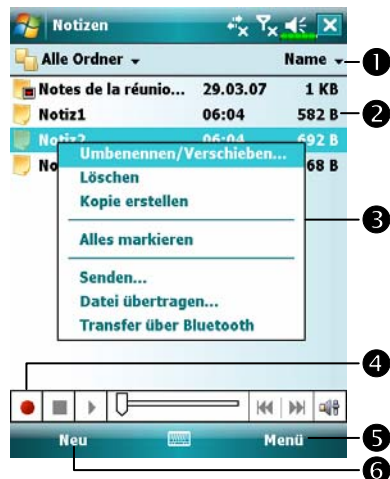 Notizen
Alle Ordner Name
Notes de la réunio... 29.03.07 1 KB
Notiz1 06:04 582 B
Notiz2 06:04 692 B
No 68 B
Umbenennen/Verschieben...
Löschen
Kopie erstellen
Alles markieren
Senden...
Datei übertragen...
Transfer über Bluetooth
Neu Menü
1
2
3
4
5
6